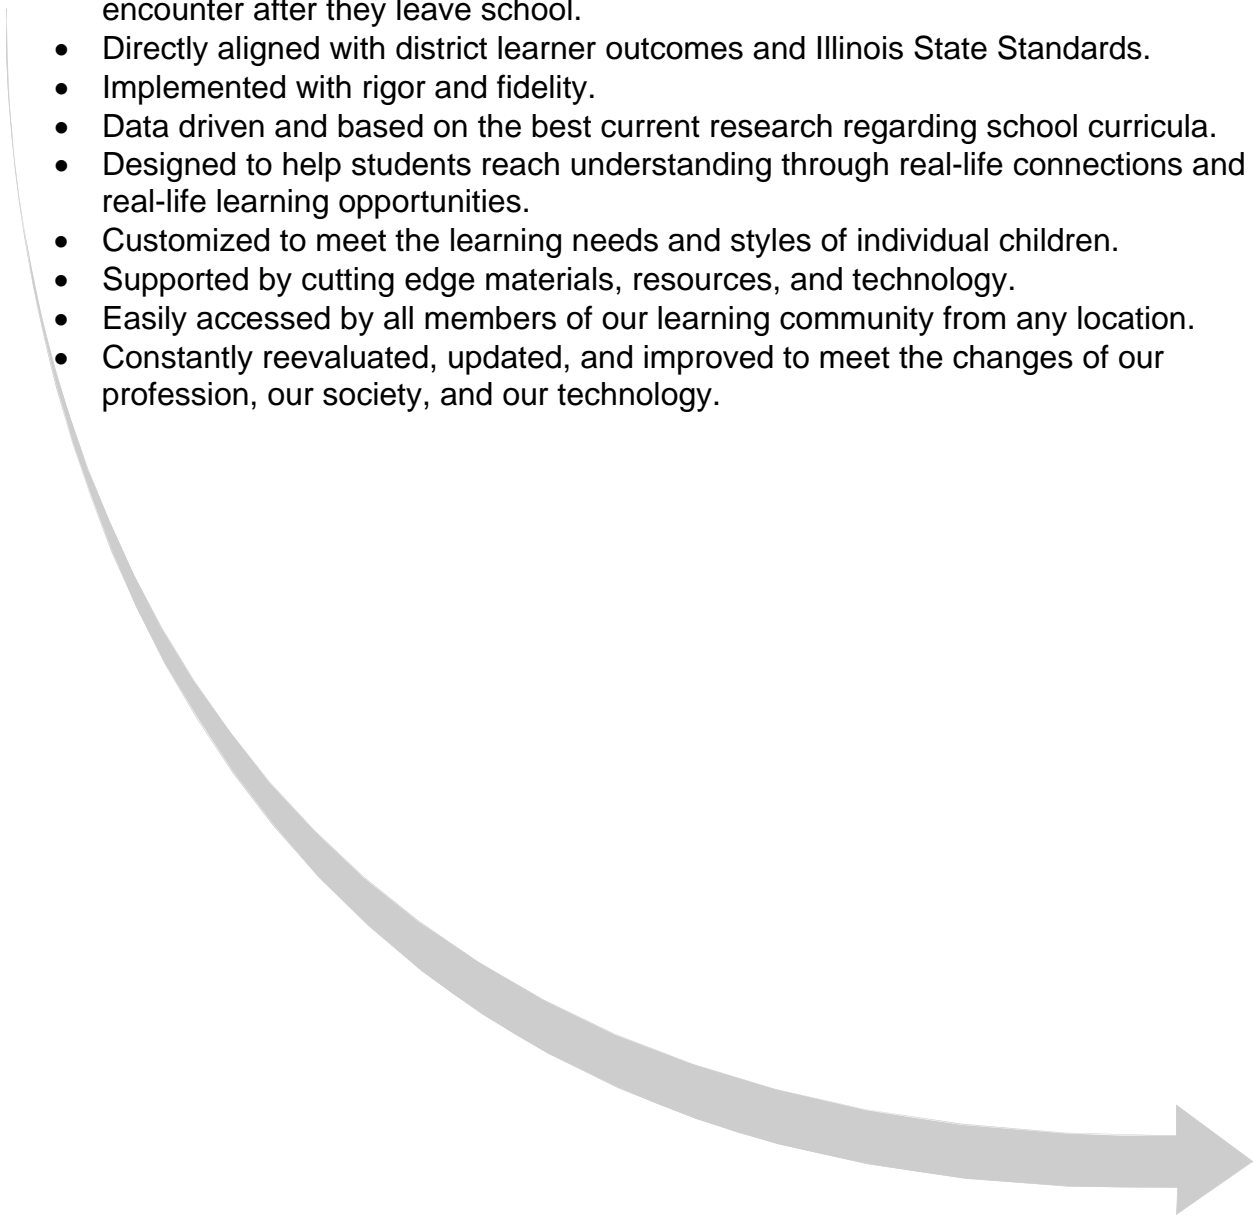 encounter after they leave school.
• Directly aligned with district learner outcomes and Illinois State Standards.
• Implemented with rigor and fidelity.
• Data driven and based on the best current research regarding school curricula.
• Designed to help students reach understanding through real-life connections and
real-life learning opportunities.
• Customized to meet the learning needs and styles of individual children.
• Supported by cutting edge materials, resources, and technology.
• Easily accessed by all members of our learning community from any location.
• Constantly reevaluated, updated, and improved to meet the changes of our
profession, our society, and our technology.